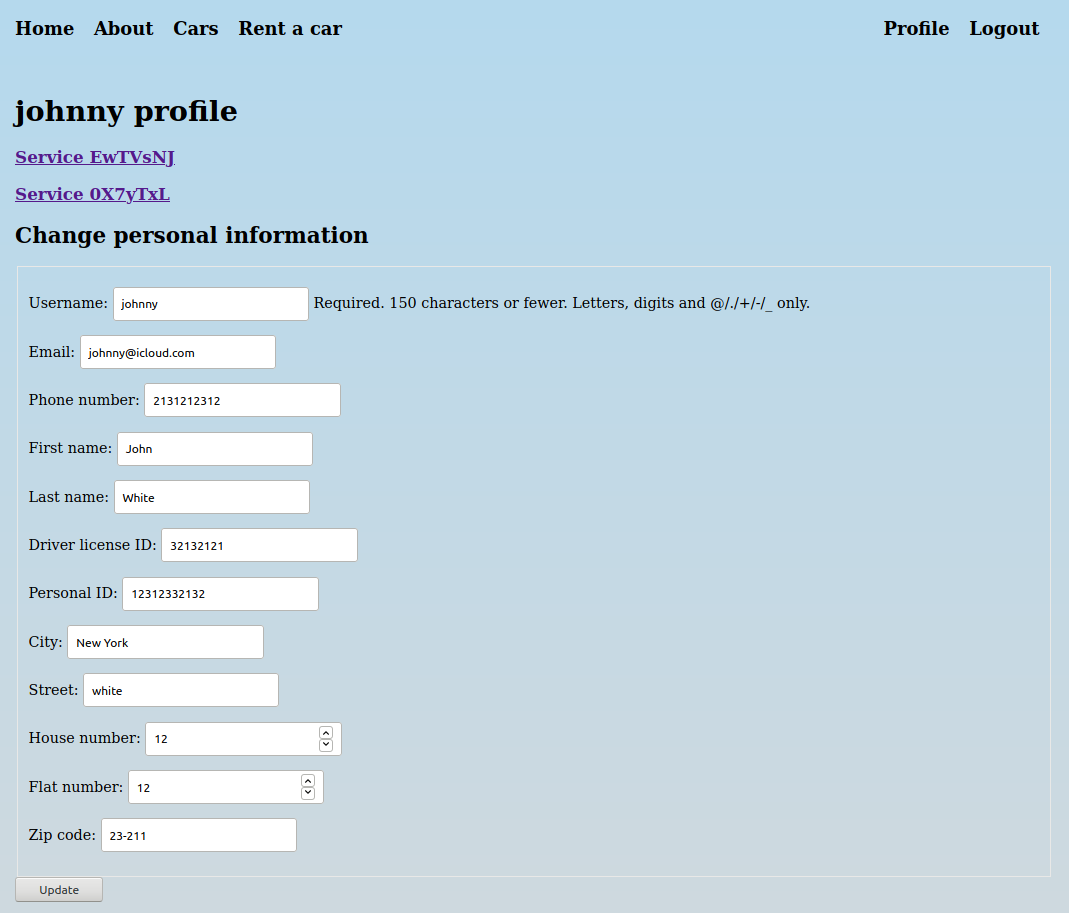 Home About Cars Rent a car Profile Logout
johnny profile
Service EwTVsNJ
Service 0X7yTxL
Change personal information
Username: johnny Required. 150 characters or fewer. Letters, digits and @/./+/-/_ only.
Email: johnny@icloud.com
Phone number: 2131212312
First name: John
Last name: White
Driver license ID: 32132121
Personal ID: 12312332132
City: New York
Street: white
House number: 12
Flat number: 12
Zip code: 23-211
Update